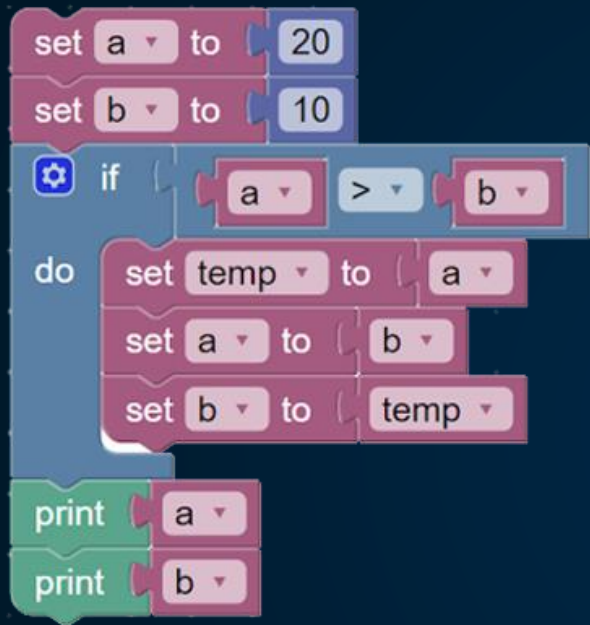 set a to 20
set b to 10
if a > b
do set temp to a
set a to b
set b to temp
print a
print b